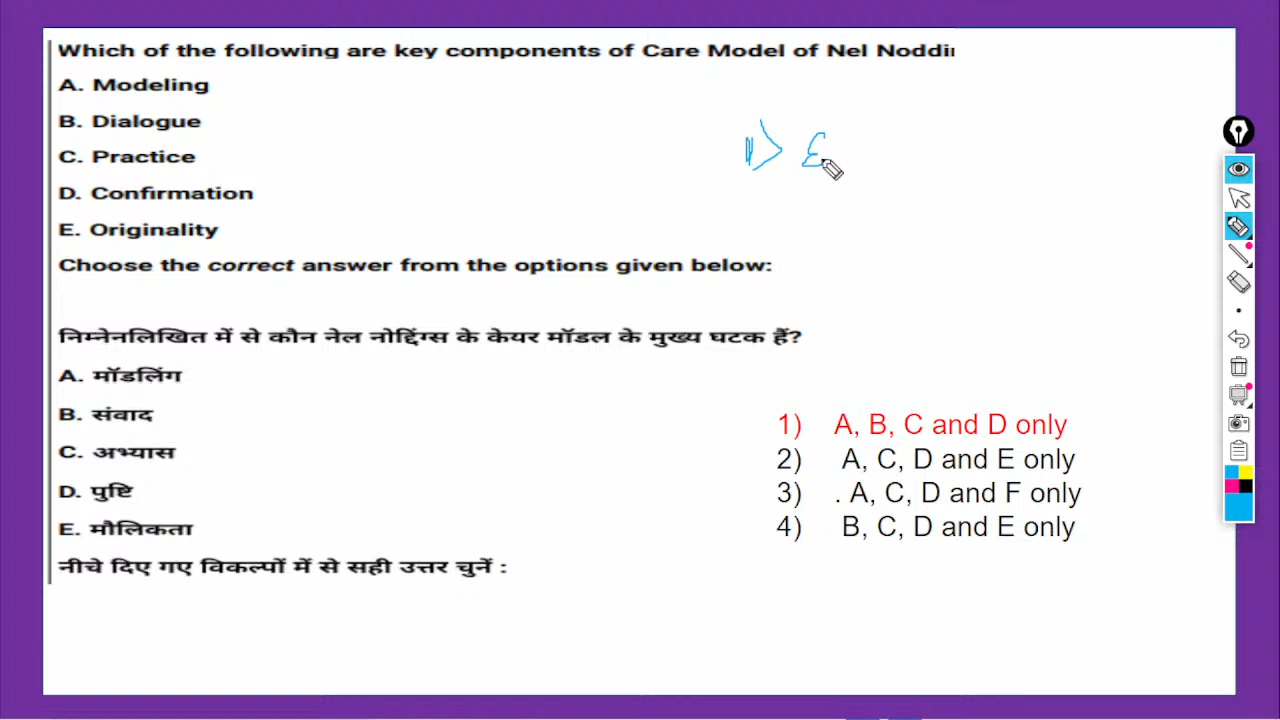 Which of the following are key components of Care Model of Nel Noddin
A. Modeling
B. Dialogue
C. Practice
D. Confirmation
E. Originality
Choose the correct answer from the options given below:
निम्नेनलिखित में से कौन नेल नोद्दिंग्स के केयर मॉडल के मुख्य घटक हैं?
A. मॉडलिंग
B. संवाद
C. अभ्यास
D. पुष्टि
E. मौलिकता
नीचे दिए गए विकल्पों में से सही उत्तर चुनें :
1) A, B, C and D only
2) A, C, D and E only
3) . A, C, D and F only
4) B, C, D and E only